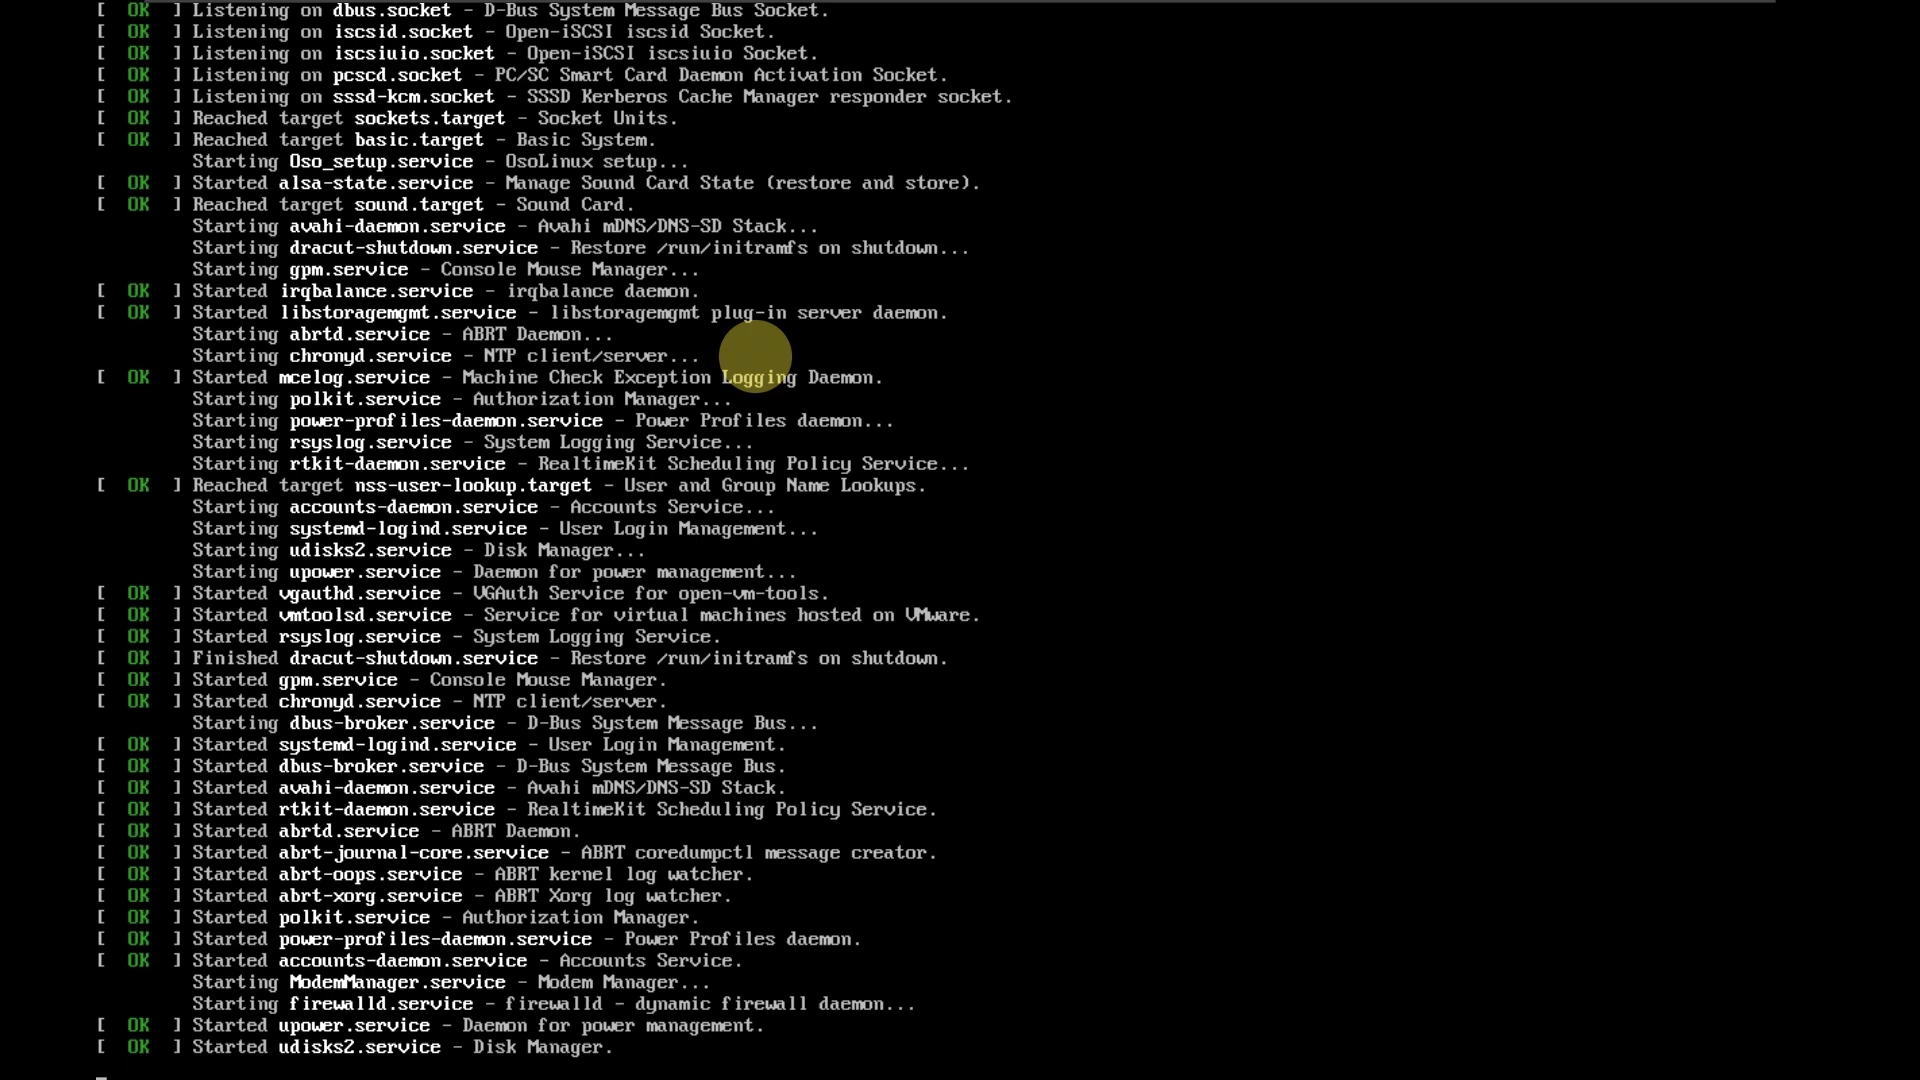 [  OK  ] Listening on dbus.socket - D-Bus System Message Bus Socket.
[  OK  ] Listening on iscsid.socket - Open-iSCSI iscsid Socket.
[  OK  ] Listening on iscsiuio.socket - Open-iSCSI iscsiuio Socket.
[  OK  ] Listening on pcscd.socket - PC/SC Smart Card Daemon Activation Socket.
[  OK  ] Listening on sssd-kcm.socket - SSSD Kerberos Cache Manager responder socket.
[  OK  ] Reached target sockets.target - Socket Units.
[  OK  ] Reached target basic.target - Basic System.
Starting Oso_setup.service - OsoLinux setup...
[  OK  ] Started alsa-state.service - Manage Sound Card State (restore and store).
[  OK  ] Reached target sound.target - Sound Card.
Starting avahi-daemon.service - Avahi mDNS/DNS-SD Stack...
Starting dracut-shutdown.service - Restore /run/initramfs on shutdown...
Starting gpm.service - Console Mouse Manager...
[  OK  ] Started irqbalance.service - irqbalance daemon.
[  OK  ] Started libstoragemgmt.service - libstoragemgmt plug-in server daemon.
Starting abrtd.service - ABRT Daemon...
Starting chronyd.service - NTP client/server...
[  OK  ] Started mcelog.service - Machine Check Exception Logging Daemon.
Starting polkit.service - Authorization Manager...
Starting power-profiles-daemon.service - Power Profiles daemon...
Starting rsyslog.service - System Logging Service...
Starting rtkit-daemon.service - RealtimeKit Scheduling Policy Service...
[  OK  ] Reached target nss-user-lookup.target - User and Group Name Lookups.
Starting accounts-daemon.service - Accounts Service...
Starting systemd-logind.service - User Login Management...
Starting udisks2.service - Disk Manager...
Starting upower.service - Daemon for power management...
[  OK  ] Started vgauthd.service - VGAuth Service for open-vm-tools.
[  OK  ] Started vmtoolsd.service - Service for virtual machines hosted on VMware.
[  OK  ] Started rsyslog.service - System Logging Service.
[  OK  ] Finished dracut-shutdown.service - Restore /run/initramfs on shutdown.
[  OK  ] Started gpm.service - Console Mouse Manager.
[  OK  ] Started chronyd.service - NTP client/server.
Starting dbus-broker.service - D-Bus System Message Bus...
[  OK  ] Started systemd-logind.service - User Login Management.
[  OK  ] Started dbus-broker.service - D-Bus System Message Bus.
[  OK  ] Started avahi-daemon.service - Avahi mDNS/DNS-SD Stack.
[  OK  ] Started rtkit-daemon.service - RealtimeKit Scheduling Policy Service.
[  OK  ] Started abrtd.service - ABRT Daemon.
[  OK  ] Started abrt-journal-core.service - ABRT coredumpctl message creator.
[  OK  ] Started abrt-oops.service - ABRT kernel log watcher.
[  OK  ] Started abrt-xorg.service - ABRT Xorg log watcher.
[  OK  ] Started polkit.service - Authorization Manager.
[  OK  ] Started power-profiles-daemon.service - Power Profiles daemon.
[  OK  ] Started accounts-daemon.service - Accounts Service.
Starting ModemManager.service - Modem Manager...
Starting firewalld.service - firewalld - dynamic firewall daemon...
[  OK  ] Started upower.service - Daemon for power management.
[  OK  ] Started udisks2.service - Disk Manager.